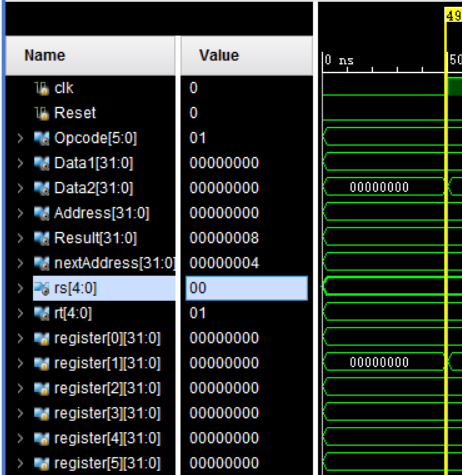 49
Name Value 0 ns 50
clk 0
Reset 0
Opcode[5:0] 01
Data1[31:0] 00000000
Data2[31:0] 00000000 00000000
Address[31:0] 00000000
Result[31:0] 00000008
nextAddress[31:0] 00000004
rs[4:0] 00
rt[4:0] 01
register[0][31:0] 00000000
register[1][31:0] 00000000 00000000
register[2][31:0] 00000000
register[3][31:0] 00000000
register[4][31:0] 00000000
register[5][31:0] 00000000